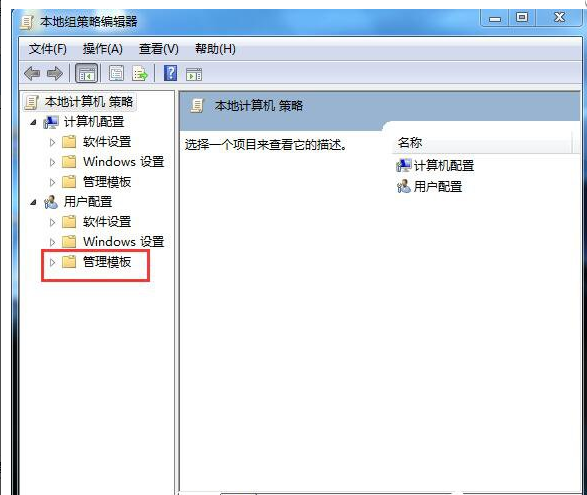 本地组策略编辑器
文件(F) 操作(A) 查看(V) 帮助(H)
本地计算机 策略
计算机配置
软件设置
Windows 设置
管理模板
用户配置
软件设置
Windows 设置
管理模板
本地计算机 策略
选择一个项目来查看它的描述。
名称
计算机配置
用户配置